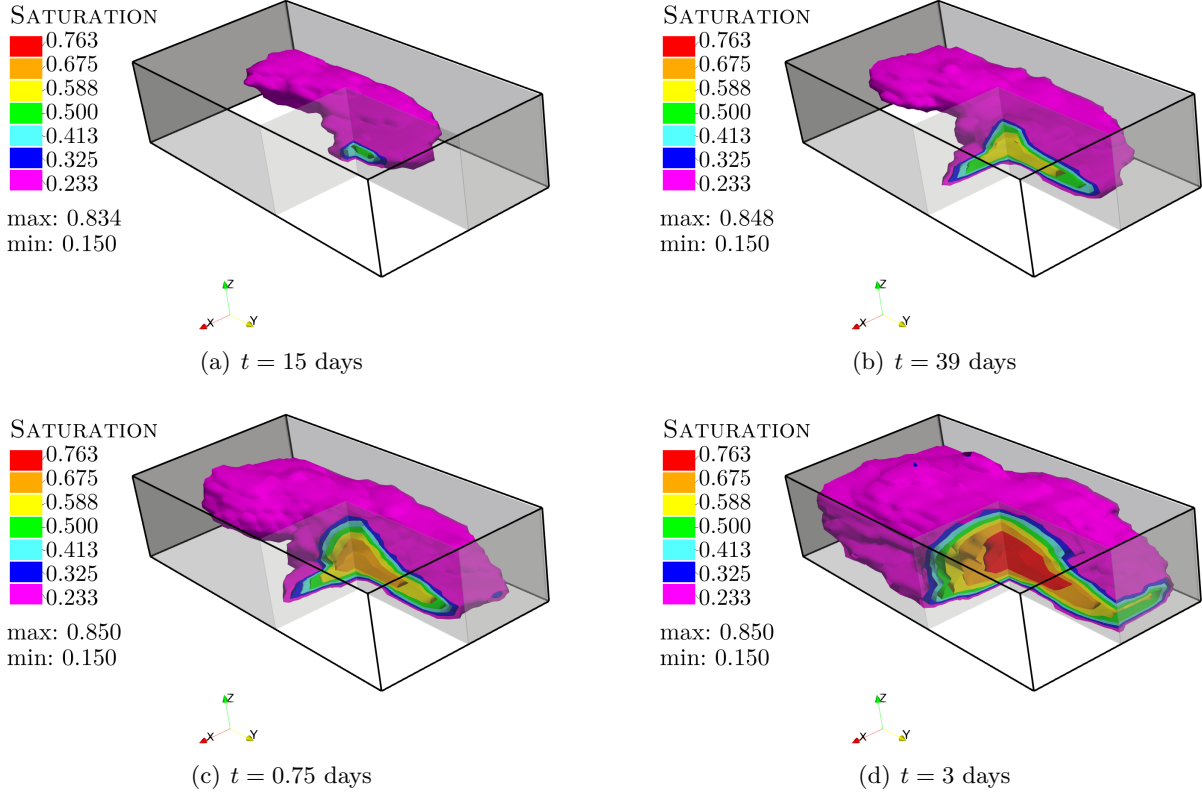 SATURATION
0.763
0.675
0.588
0.500
0.413
0.325
0.233
max: 0.834
min: 0.150
Z
X
Y
(a) t = 15 days
SATURATION
0.763
0.675
0.588
0.500
0.413
0.325
0.233
max: 0.848
min: 0.150
Z
X
Y
(b) t = 39 days
SATURATION
0.763
0.675
0.588
0.500
0.413
0.325
0.233
max: 0.850
min: 0.150
Z
X
Y
(c) t = 0.75 days
SATURATION
0.763
0.675
0.588
0.500
0.413
0.325
0.233
max: 0.850
min: 0.150
Z
X
Y
(d) t = 3 days